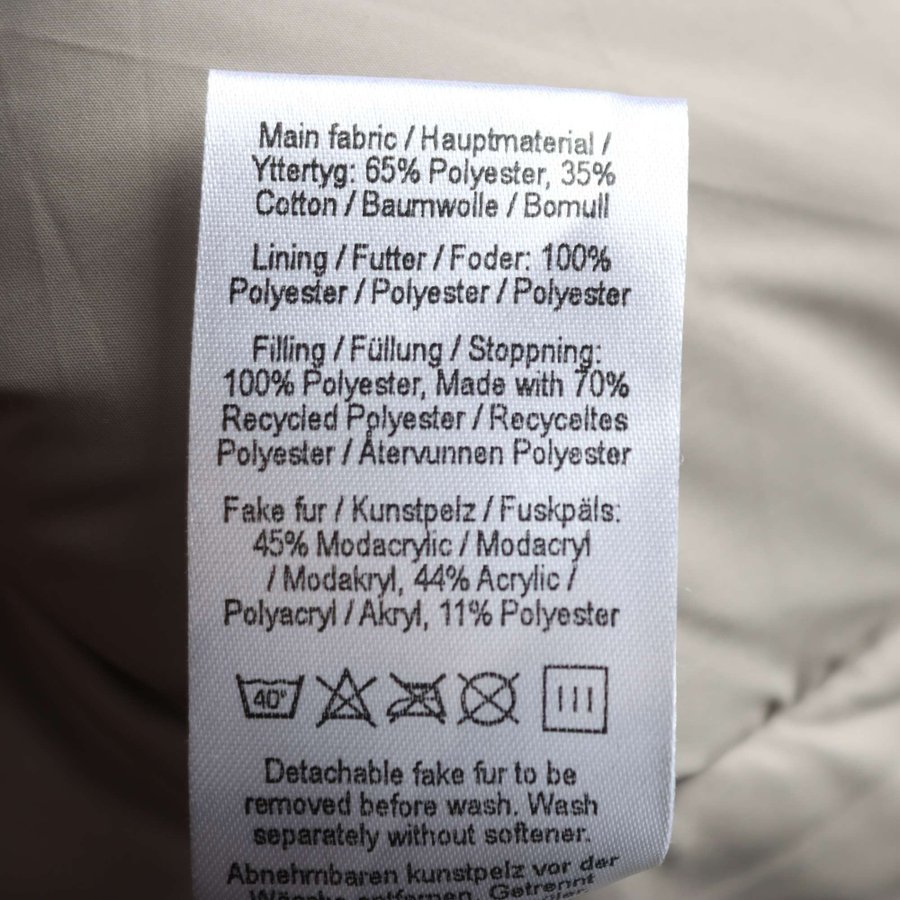 Main fabric / Hauptmaterial /
Yttertyg: 65% Polyester, 35%
Cotton / Baumwolle / Bomull
Lining / Futter / Foder: 100%
Polyester / Polyester / Polyester
Filling / Füllung / Stoppning:
100% Polyester, Made with 70%
Recycled Polyester / Recyceltes
Polyester / Återvunnen Polyester
Fake fur / Kunstpelz / Fuskpäls:
45% Modacrylic / Modacryl
/ Modakryl, 44% Acrylic /
Polyacryl / Akryl, 11% Polyester
40°
Detachable fake fur to be
removed before wash. Wash
separately without softener.
Abnehmbaren kunstpelz vor der
Wäsche entfernen. Getrennt